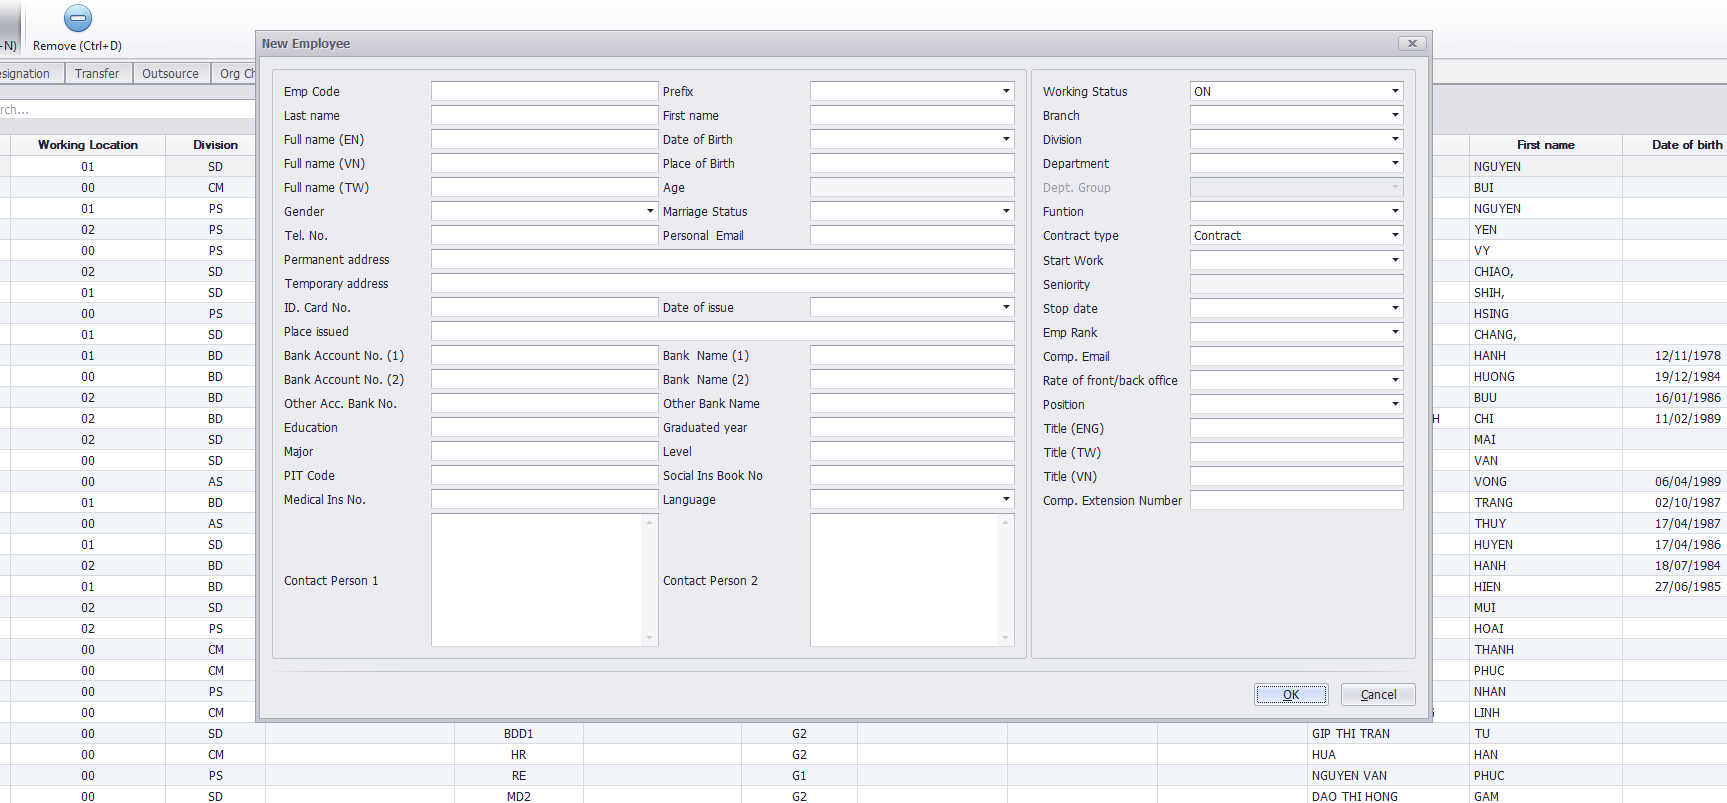 +N)
Remove (Ctrl+D)
New Employee
esignation Transfer Outsource Org Ch
rch...
Emp Code Prefix Working Status ON
Last name First name Branch
Full name (EN) Date of Birth Division
Working Location Division First name Date of birth
Full name (VN) Place of Birth Department
01 SD NGUYEN
Full name (TW) Age Dept. Group
00 CM BUI
Gender Marriage Status Funtion
01 PS NGUYEN
Tel. No. Personal Email Contract type Contract
02 PS YEN
Permanent address Start Work
00 PS VY
Temporary address Seniority
02 SD CHIAO,
01 SD SHIH,
ID. Card No. Date of issue Stop date
00 PS HSING
Place issued Emp Rank
01 SD CHANG,
Bank Account No. (1) Bank Name (1) Comp. Email
01 BD HANH 12/11/1978
Bank Account No. (2) Bank Name (2) Rate of front/back office
00 BD HUONG 19/12/1984
Other Acc. Bank No. Other Bank Name Position
02 BD BUU 16/01/1986
Education Graduated year Title (ENG)
02 BD H CHI 11/02/1989
02 SD MAI
Major Level Title (TW)
00 SD VAN
PIT Code Social Ins Book No Title (VN)
00 AS VONG 06/04/1989
Medical Ins No. Language Comp. Extension Number
01 BD TRANG 02/10/1987
00 AS THUY 17/04/1987
01 SD HUYEN 17/04/1986
02 BD HANH 18/07/1984
Contact Person 1 Contact Person 2
01 BD HIEN 27/06/1985
02 SD MUI
02 PS HOAI
00 CM THANH
00 CM PHUC
00 PS NHAN
OK Cancel
00 CM LINH
00 SD BDD1 G2 GIP THI TRAN TU
00 CM HR G2 HUA HAN
00 PS RE G1 NGUYEN VAN PHUC
00 SD MD2 G2 DAO THI HONG GAM